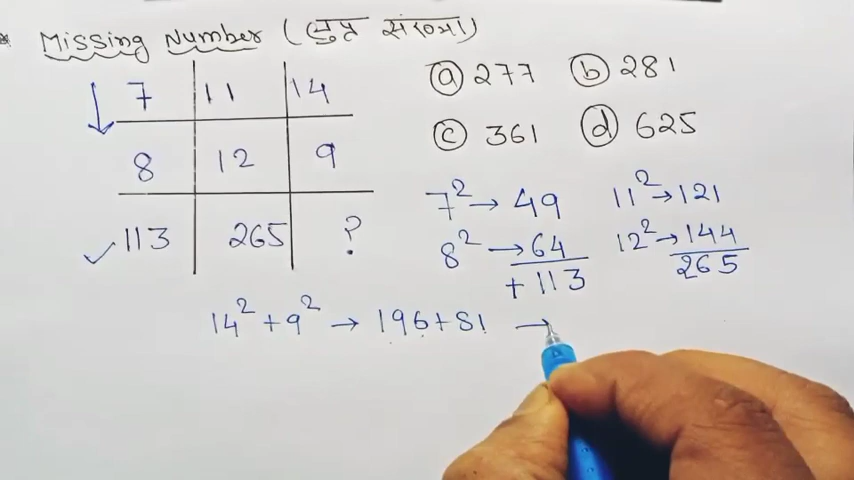 Missing Number (लुप्त संख्या)
7 11 14
8 12 9
113 265 ?
ⓐ 277 ⓑ 281
ⓒ 361 ⓓ 625
7² → 49
8² → 64
+ 113
11² → 121
12² → 144
265
14² + 9² → 196 + 81 →